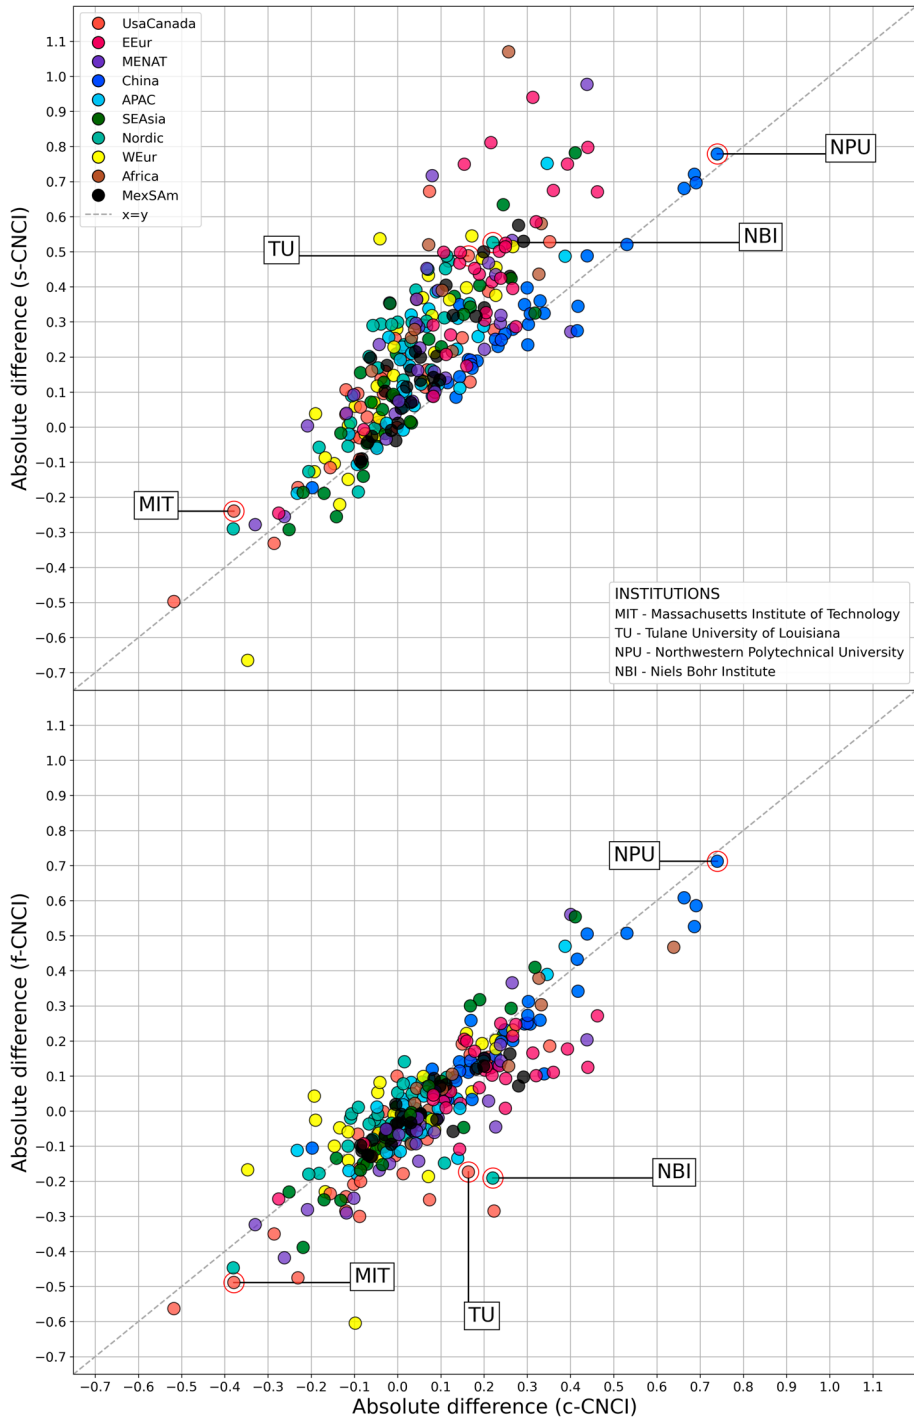 1.1
1.0
0.9
0.8
0.7
0.6
0.5
0.4
0.3
0.2
0.1
0.0
−0.1
−0.2
−0.3
−0.4
−0.5
−0.6
−0.7
Absolute difference (s-CNCI)
UsaCanada
EEur
MENAT
China
APAC
SEAsia
Nordic
WEur
Africa
MexSAm
x=y
NPU
TU
NBI
MIT
INSTITUTIONS
MIT - Massachusetts Institute of Technology
TU - Tulane University of Louisiana
NPU - Northwestern Polytechnical University
NBI - Niels Bohr Institute
1.1
1.0
0.9
0.8
0.7
0.6
0.5
0.4
0.3
0.2
0.1
0.0
−0.1
−0.2
−0.3
−0.4
−0.5
−0.6
−0.7
Absolute difference (f-CNCI)
NPU
NBI
MIT
TU
−0.7 −0.6 −0.5 −0.4 −0.3 −0.2 −0.1 0.0 0.1 0.2 0.3 0.4 0.5 0.6 0.7 0.8 0.9 1.0 1.1
Absolute difference (c-CNCI)